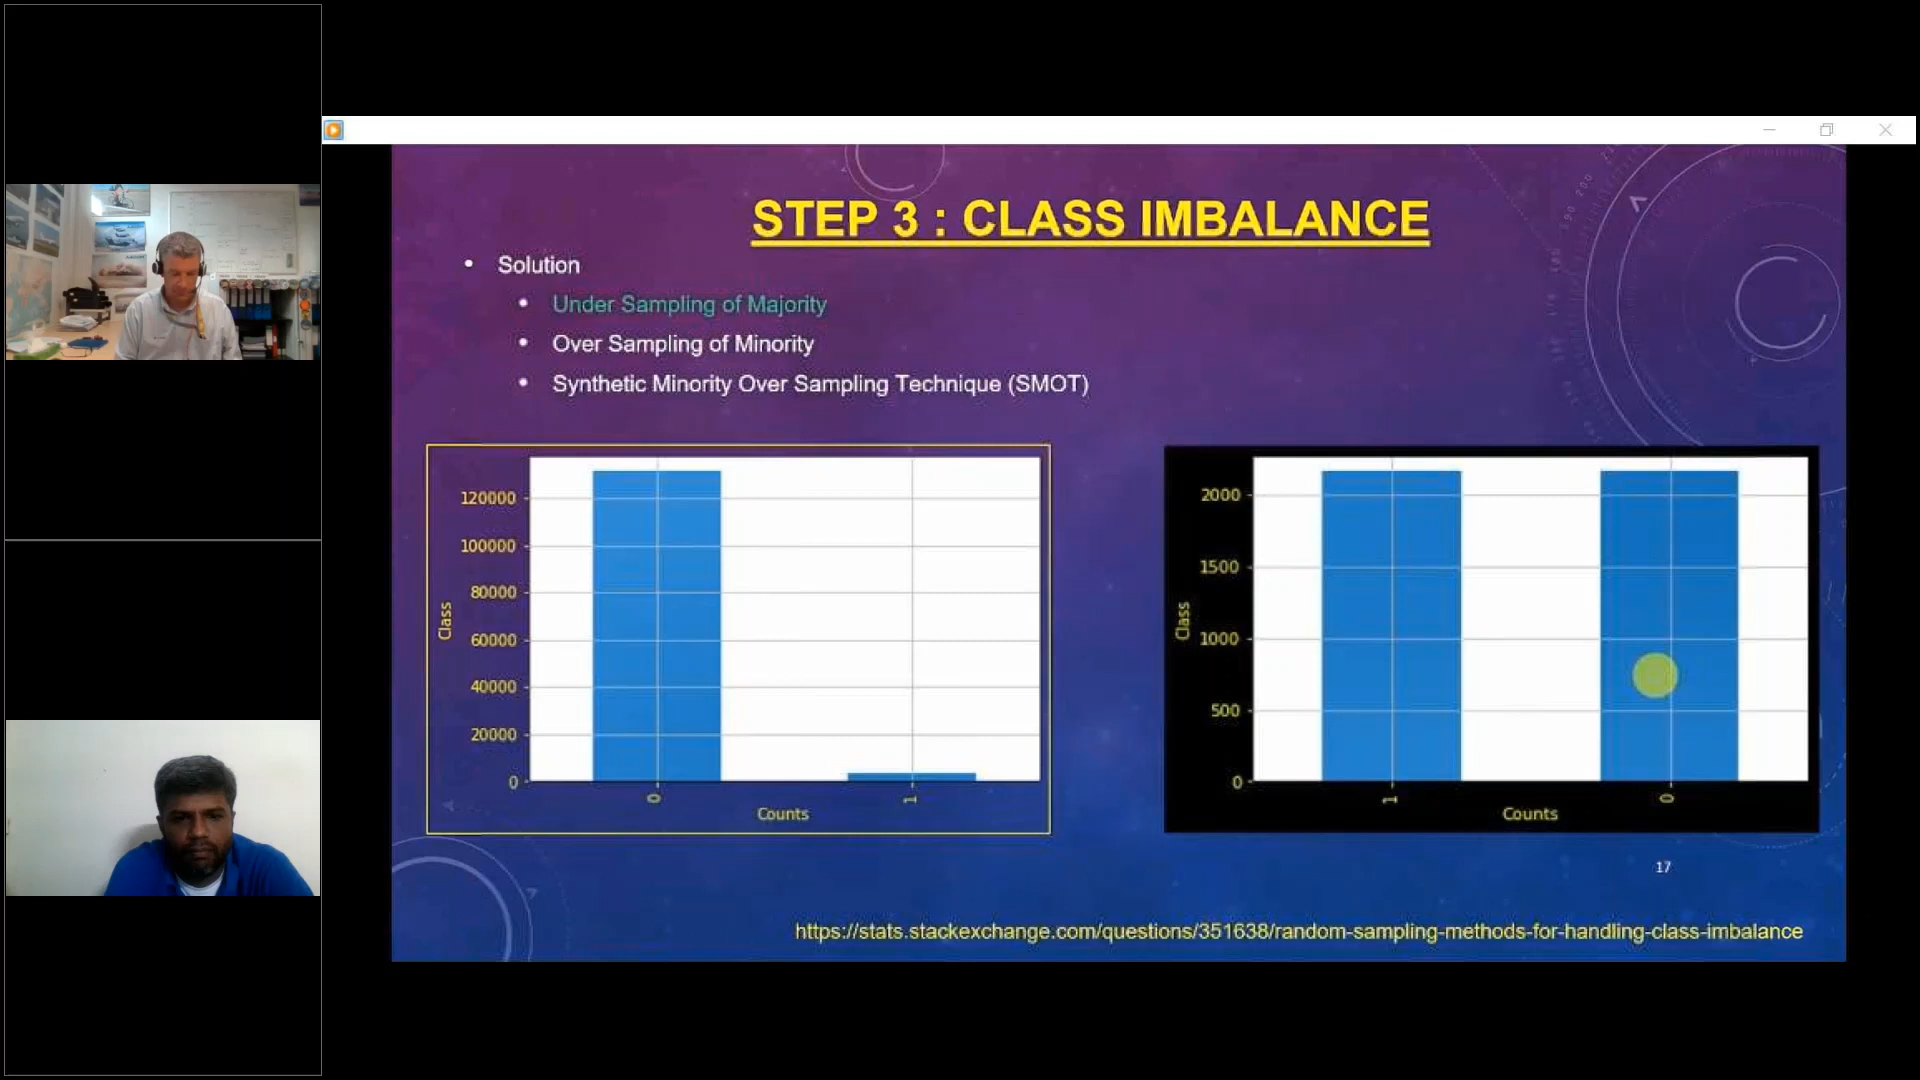 STEP 3 : CLASS IMBALANCE
• Solution
• Under Sampling of Majority
• Over Sampling of Minority
• Synthetic Minority Over Sampling Technique (SMOT)
120000
100000
80000
60000
40000
20000
0
Class
0 1
Counts
2000
1500
1000
500
0
Class
1 0
Counts
17
https://stats.stackexchange.com/questions/351638/random-sampling-methods-for-handling-class-imbalance